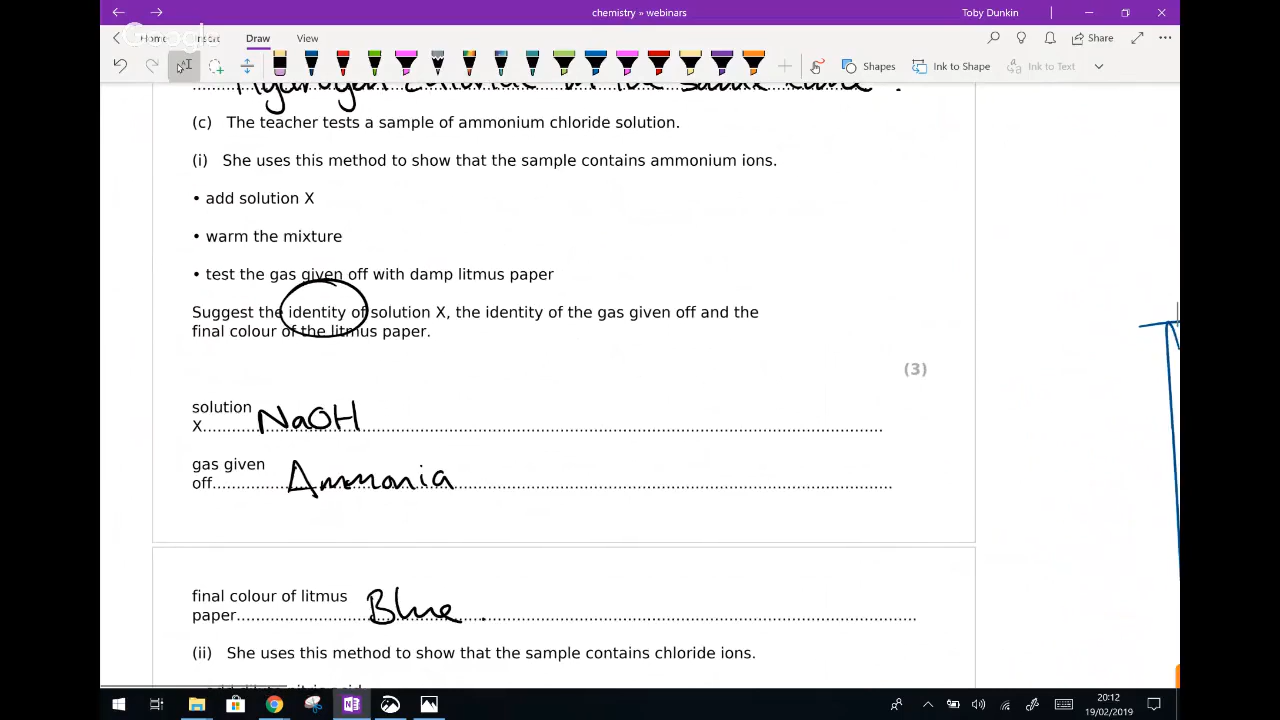 chemistry » webinars
Toby Dunkin
Google
Home Insert Draw View
Share
Shapes Ink to Shape Ink to Text
Hydrogen
(c) The teacher tests a sample of ammonium chloride solution.
(i) She uses this method to show that the sample contains ammonium ions.
• add solution X
• warm the mixture
• test the gas given off with damp litmus paper
Suggest the identity of solution X, the identity of the gas given off and the
final colour of the litmus paper.
(3)
solution
X NaOH
gas given
off Ammonia
final colour of litmus
paper Blue.
(ii) She uses this method to show that the sample contains chloride ions.
20:12
19/02/2019